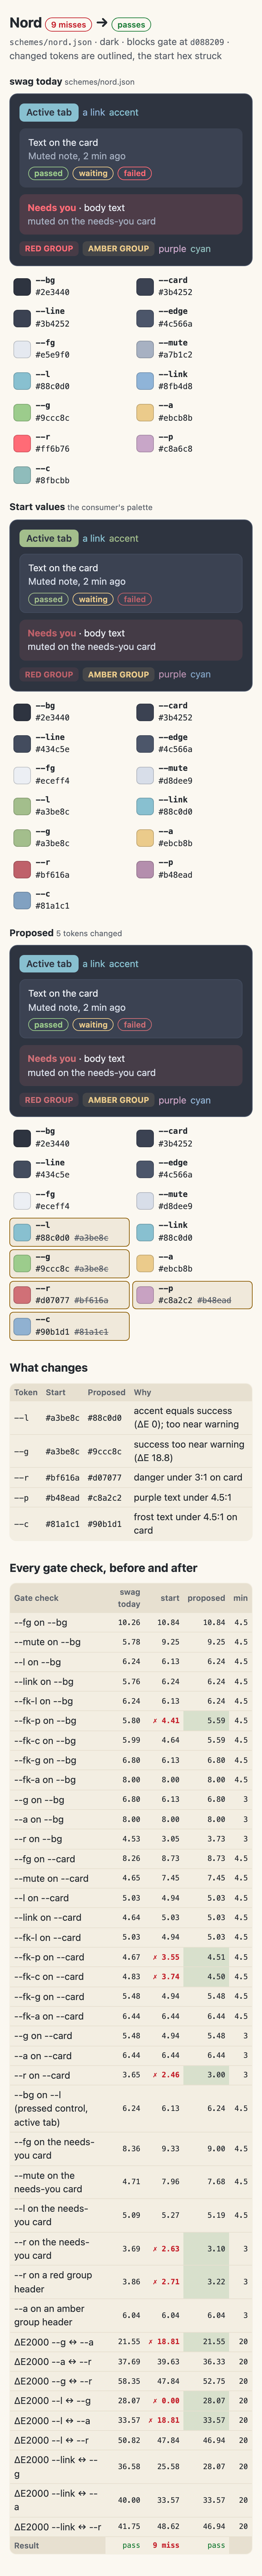 Nord 9 misses → passes
schemes/nord.json · dark · blocks gate at d088209 ·
changed tokens are outlined, the start hex struck
swag today schemes/nord.json
Active tab a link accent
Text on the card
Muted note, 2 min ago
passed waiting failed
Needs you · body text
muted on the needs-you card
RED GROUP AMBER GROUP purple cyan
--bg
#2e3440
--card
#3b4252
--line
#3b4252
--edge
#4c566a
--fg
#e5e9f0
--mute
#a7b1c2
--l
#88c0d0
--link
#8fb4d8
--g
#9ccc8c
--a
#ebcb8b
--r
#ff6b76
--p
#c8a6c8
--c
#8fbcbb
Start values the consumer's palette
Active tab a link accent
Text on the card
Muted note, 2 min ago
passed waiting failed
Needs you · body text
muted on the needs-you card
RED GROUP AMBER GROUP purple cyan
--bg
#2e3440
--card
#3b4252
--line
#434c5e
--edge
#4c566a
--fg
#eceff4
--mute
#d8dee9
--l
#a3be8c
--link
#88c0d0
--g
#a3be8c
--a
#ebcb8b
--r
#bf616a
--p
#b48ead
--c
#81a1c1
Proposed 5 tokens changed
Active tab a link accent
Text on the card
Muted note, 2 min ago
passed waiting failed
Needs you · body text
muted on the needs-you card
RED GROUP AMBER GROUP purple cyan
--bg
#2e3440
--card
#3b4252
--line
#434c5e
--edge
#4c566a
--fg
#eceff4
--mute
#d8dee9
--l
#88c0d0 #a3be8c
--link
#88c0d0
--g
#9ccc8c #a3be8c
--a
#ebcb8b
--r
#d07077 #bf616a
--p
#c8a2c2 #b48ead
--c
#90b1d1 #81a1c1
What changes
Token Start Proposed Why
--l #a3be8c #88c0d0 accent equals success
(ΔE 0); too near warning
--g #a3be8c #9ccc8c success too near warning
(ΔE 18.8)
--r #bf616a #d07077 danger under 3:1 on card
--p #b48ead #c8a2c2 purple text under 4.5:1
--c #81a1c1 #90b1d1 frost text under 4.5:1 on
card
Every gate check, before and after
Gate check swag today start proposed min
--fg on --bg 10.26 10.84 10.84 4.5
--mute on --bg 5.78 9.25 9.25 4.5
--l on --bg 6.24 6.13 6.24 4.5
--link on --bg 5.76 6.24 6.24 4.5
--fk-l on --bg 6.24 6.13 6.24 4.5
--fk-p on --bg 5.80 ✗ 4.41 5.59 4.5
--fk-c on --bg 5.99 4.64 5.59 4.5
--fk-g on --bg 6.80 6.13 6.80 4.5
--fk-a on --bg 8.00 8.00 8.00 4.5
--g on --bg 6.80 6.13 6.80 3
--a on --bg 8.00 8.00 8.00 3
--r on --bg 4.53 3.05 3.73 3
--fg on --card 8.26 8.73 8.73 4.5
--mute on --card 4.65 7.45 7.45 4.5
--l on --card 5.03 4.94 5.03 4.5
--link on --card 4.64 5.03 5.03 4.5
--fk-l on --card 5.03 4.94 5.03 4.5
--fk-p on --card 4.67 ✗ 3.55 4.51 4.5
--fk-c on --card 4.83 ✗ 3.74 4.50 4.5
--fk-g on --card 5.48 4.94 5.48 4.5
--fk-a on --card 6.44 6.44 6.44 4.5
--g on --card 5.48 4.94 5.48 3
--a on --card 6.44 6.44 6.44 3
--r on --card 3.65 ✗ 2.46 3.00 3
--bg on --l
(pressed control,
active tab) 6.24 6.13 6.24 4.5
--fg on the needs-
you card 8.36 9.33 9.00 4.5
--mute on the
needs-you card 4.71 7.96 7.68 4.5
--l on the needs-
you card 5.09 5.27 5.19 4.5
--r on the needs-
you card 3.69 ✗ 2.63 3.10 3
--r on a red group
header 3.86 ✗ 2.71 3.22 3
--a on an amber
group header 6.04 6.04 6.04 3
ΔE2000 --g ↔ --a 21.55 ✗ 18.81 21.55 20
ΔE2000 --a ↔ --r 37.69 39.63 36.33 20
ΔE2000 --g ↔ --r 58.35 47.84 52.75 20
ΔE2000 --l ↔ --g 28.07 ✗ 0.00 28.07 20
ΔE2000 --l ↔ --a 33.57 ✗ 18.81 33.57 20
ΔE2000 --l ↔ --r 50.82 47.84 46.94 20
ΔE2000 --link ↔ --
g 36.58 25.58 28.07 20
ΔE2000 --link ↔ --
a 40.00 33.57 33.57 20
ΔE2000 --link ↔ --r 41.75 48.62 46.94 20
Result pass 9 miss pass